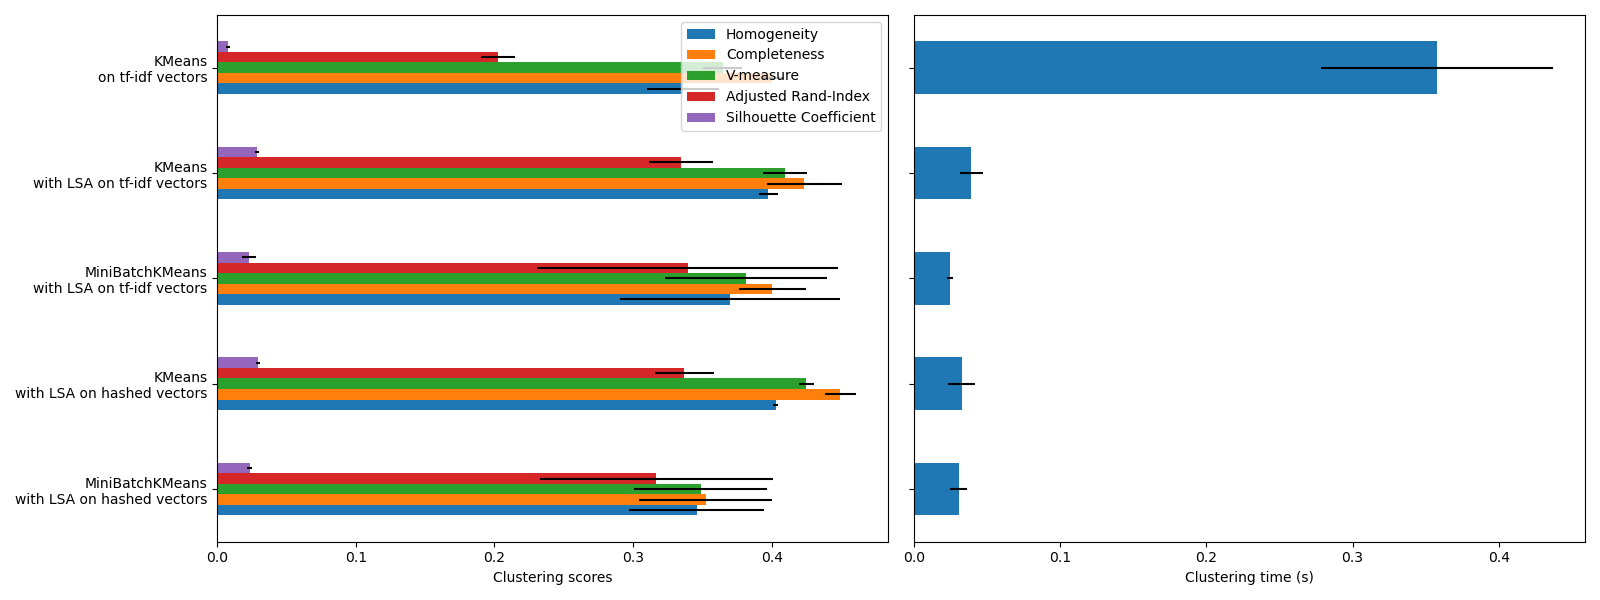 KMeans
on tf-idf vectors
KMeans
with LSA on tf-idf vectors
MiniBatchKMeans
with LSA on tf-idf vectors
KMeans
with LSA on hashed vectors
MiniBatchKMeans
with LSA on hashed vectors
Homogeneity
Completeness
V-measure
Adjusted Rand-Index
Silhouette Coefficient
0.0 0.1 0.2 0.3 0.4
Clustering scores
0.0 0.1 0.2 0.3 0.4
Clustering time (s)